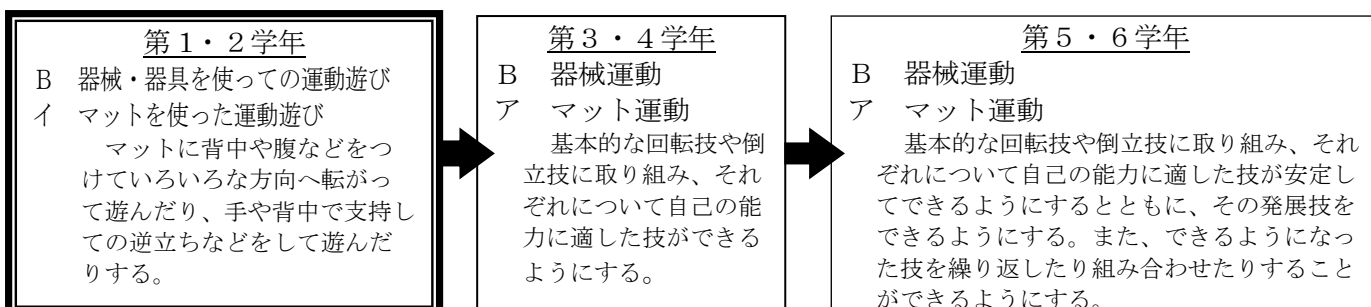 第1・2学年
B 器械・器具を使っての運動遊び
イ マットを使った運動遊び
マットに背中や腹などをつ
けていろいろな方向へ転がっ
て遊んだり、手や背中で支持し
ての逆立ちなどをして遊んだ
りする。
第3・4学年
B 器械運動
ア マット運動
基本的な回転技や倒
立技に取り組み、それ
ぞれについて自己の能
力に適した技ができる
ようにする。
第5・6学年
B 器械運動
ア マット運動
基本的な回転技や倒立技に取り組み、それ
ぞれについて自己の能力に適した技が安定し
てできるようにするとともに、その発展技を
できるようにする。また、できるようになっ
た技を繰り返したり組み合わせたりすること
ができるようにする。